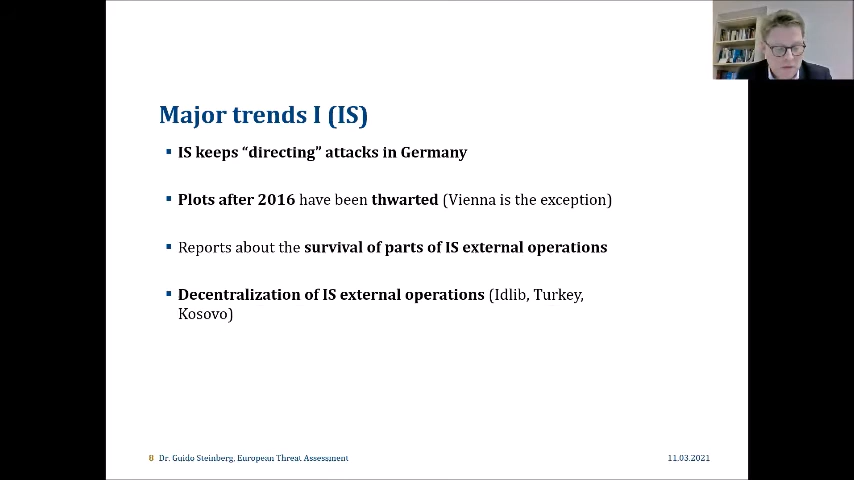 Major trends I (IS)
▪ IS keeps “directing” attacks in Germany
▪ Plots after 2016 have been thwarted (Vienna is the exception)
▪ Reports about the survival of parts of IS external operations
▪ Decentralization of IS external operations (Idlib, Turkey,
Kosovo)
8 Dr. Guido Steinberg, European Threat Assessment 11.03.2021